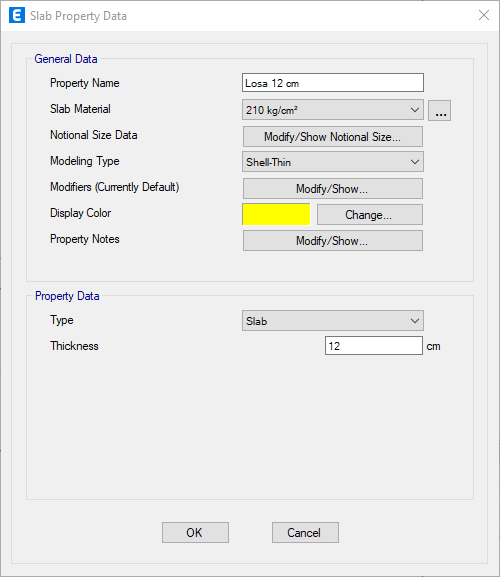 E Slab Property Data
General Data
Property Name Losa 12 cm
Slab Material 210 kg/cm² ...
Notional Size Data Modify/Show Notional Size...
Modeling Type Shell-Thin
Modifiers (Currently Default) Modify/Show...
Display Color Change...
Property Notes Modify/Show...
Property Data
Type Slab
Thickness 12 cm
OK Cancel